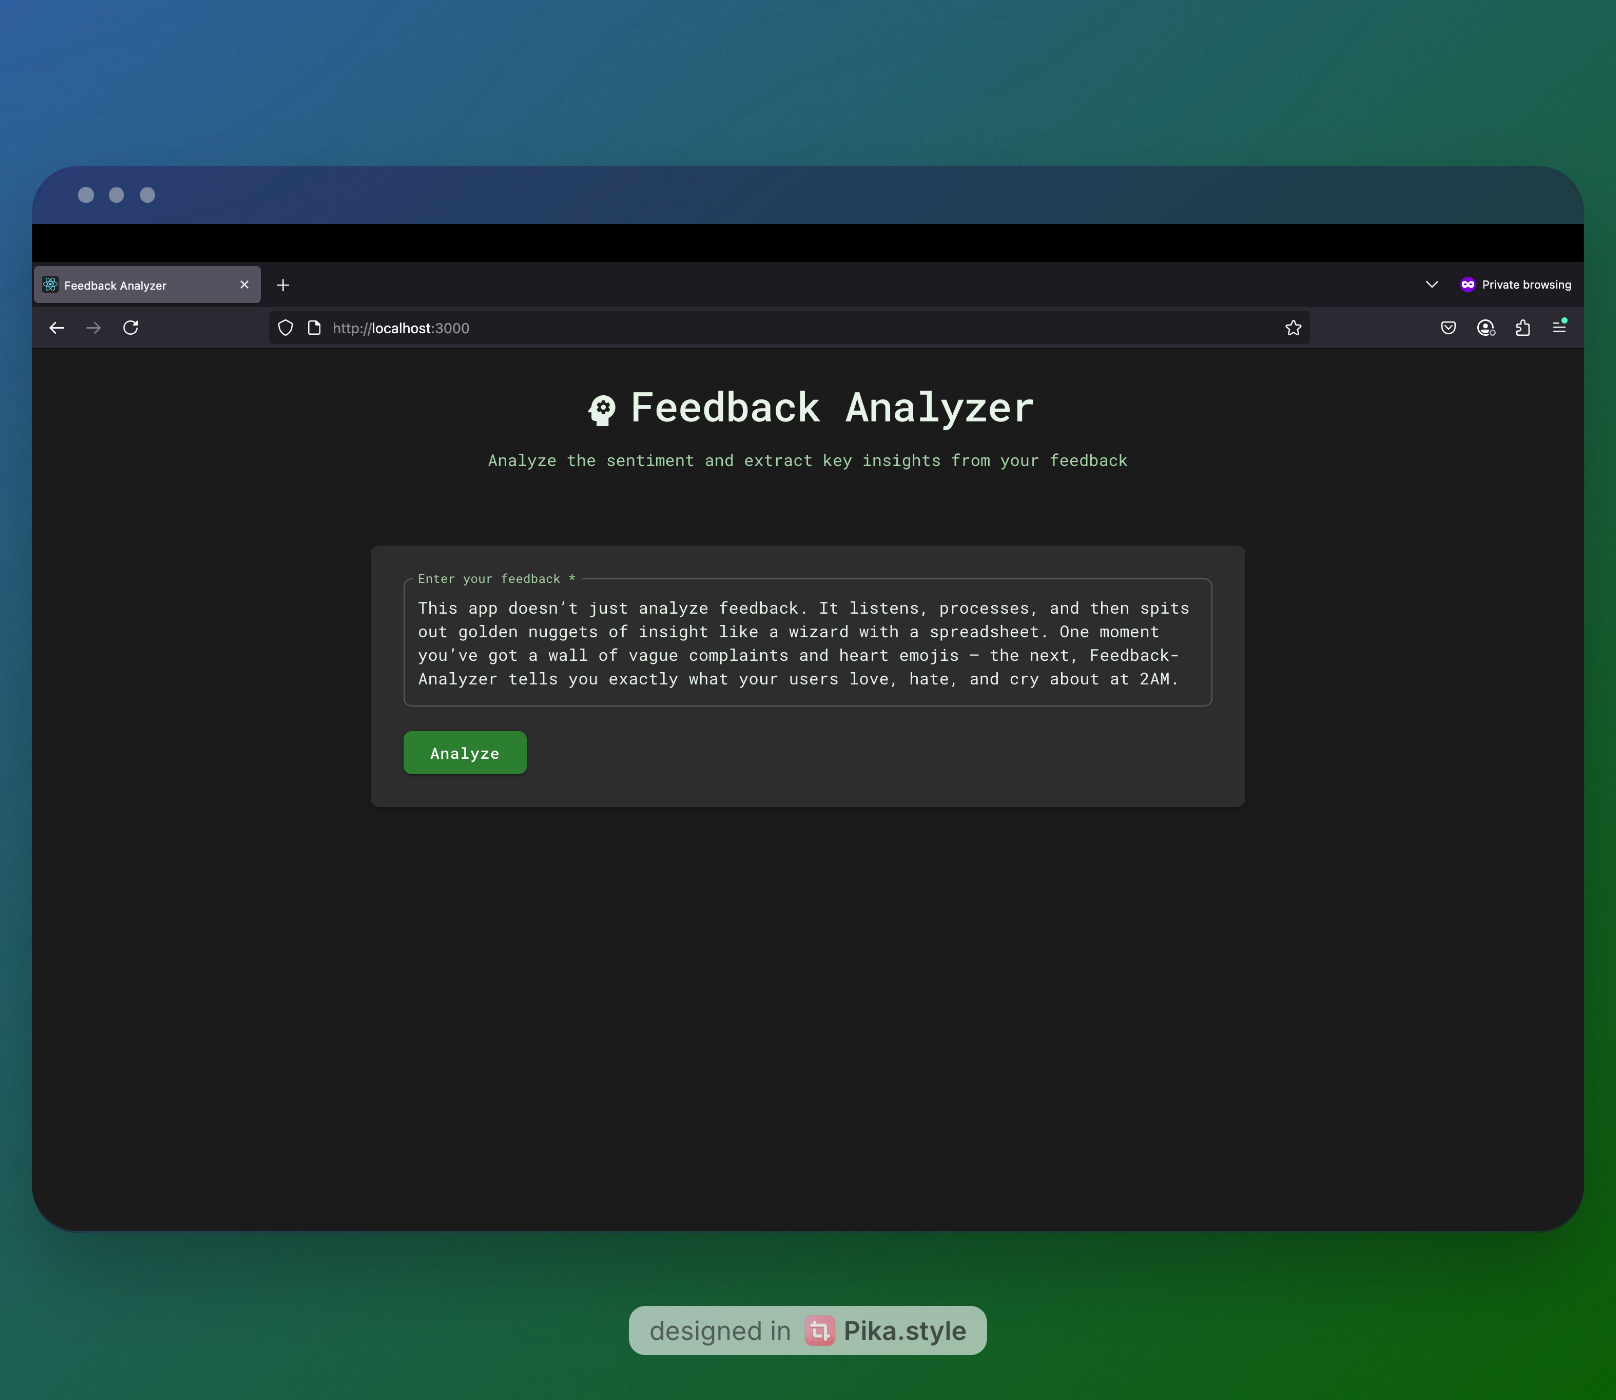 Feedback Analyzer
Private browsing
http://localhost:3000
Feedback Analyzer
Analyze the sentiment and extract key insights from your feedback
Enter your feedback *
This app doesn’t just analyze feedback. It listens, processes, and then spits
out golden nuggets of insight like a wizard with a spreadsheet. One moment
you’ve got a wall of vague complaints and heart emojis – the next, Feedback-
Analyzer tells you exactly what your users love, hate, and cry about at 2AM.
Analyze
designed in Pika.style